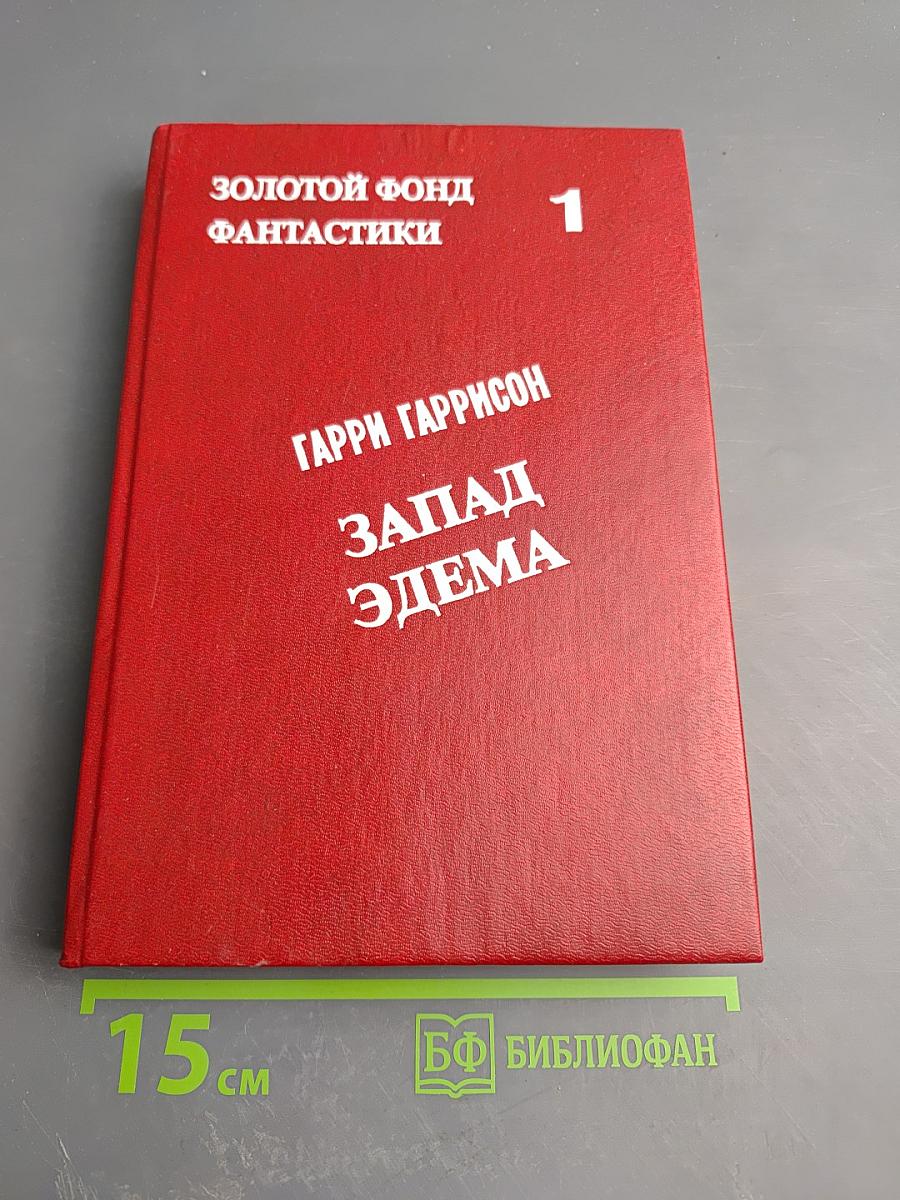 ЗОЛОТОЙ ФОНД
ФАНТАСТИКИ
1
ГАРРИ ГАРРИСОН
ЗАПАД
ЭДЕМА
15 см
БФ БИБЛИОФАН